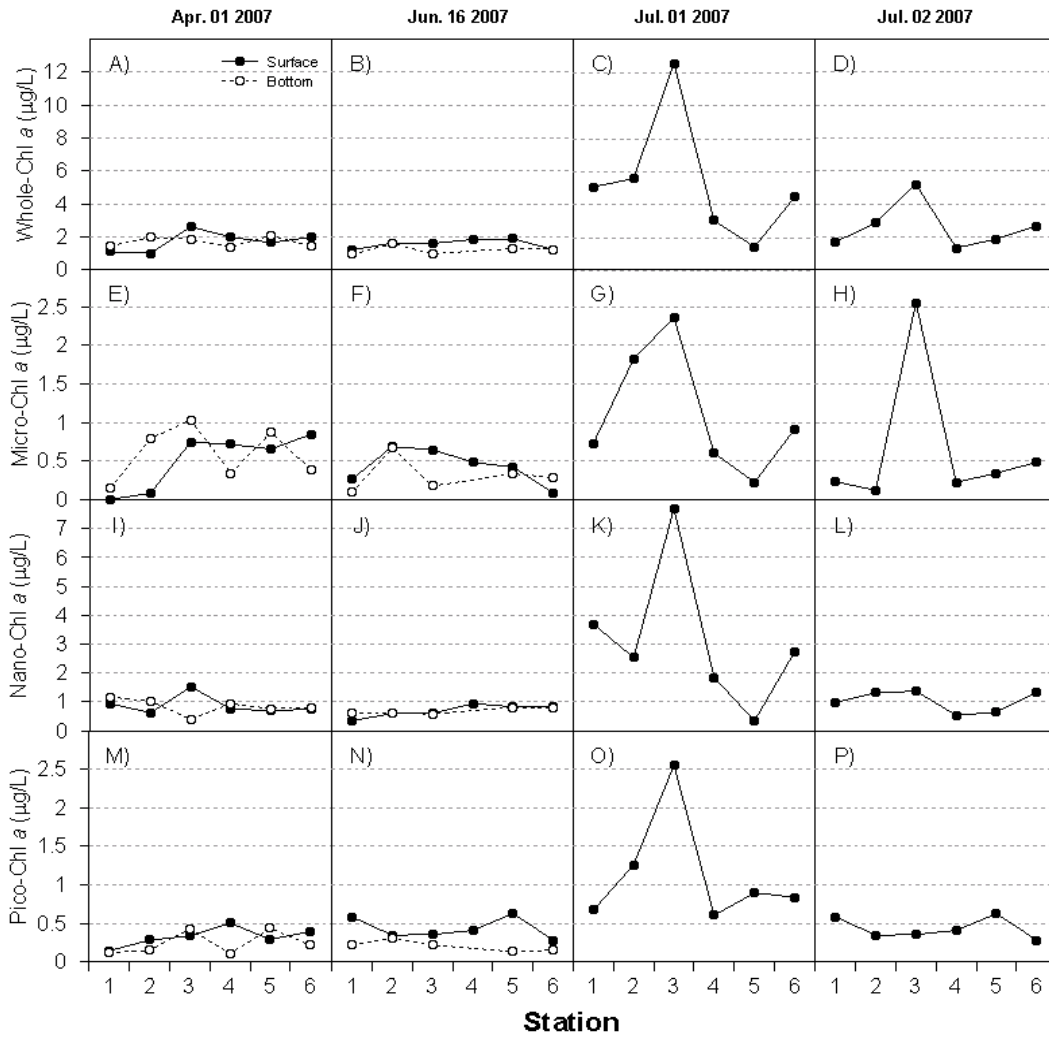 Apr. 01 2007 Jun. 16 2007 Jul. 01 2007 Jul. 02 2007
A) B) C) D)
Surface
Bottom
Whole-Chl a (µg/L)
12
10
8
6
4
2
0
E) F) G) H)
Micro-Chl a (µg/L)
2.5
2
1.5
1
0.5
0
I) J) K) L)
Nano-Chl a (µg/L)
7
6
5
4
3
2
1
0
M) N) O) P)
Pico-Chl a (µg/L)
2.5
2
1.5
1
0.5
0
1 2 3 4 5 6 1 2 3 4 5 6 1 2 3 4 5 6 1 2 3 4 5 6
Station